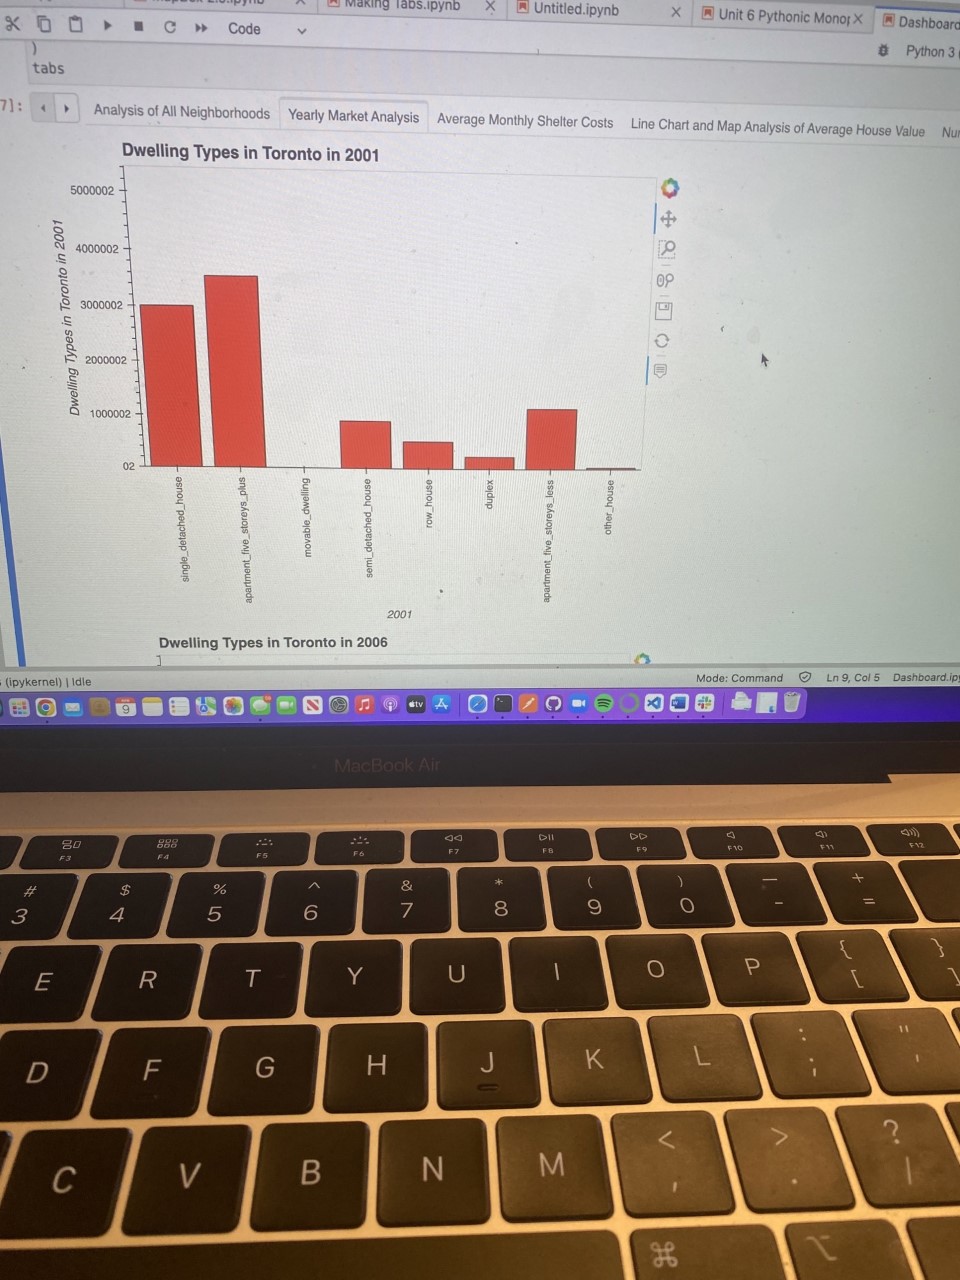 Making Tabs.ipynb
Untitled.ipynb
Unit 6 Pythonic Monop
Dashboard
Code
Python 3
)
tabs
7]:
Analysis of All Neighborhoods
Yearly Market Analysis
Average Monthly Shelter Costs
Line Chart and Map Analysis of Average House Value
Dwelling Types in Toronto in 2001
Dwelling Types in Toronto in 2001
5000002
4000002
3000002
2000002
1000002
02
single_detached_house
apartment_five_storeys_plus
movable_dwelling
semi_detached_house
row_house
duplex
apartment_five_storeys_less
other_house
2001
Dwelling Types in Toronto in 2006
(ipykernel) | Idle
Mode: Command
Ln 9, Col 5
Dashboard.ipy
9
tv
MacBook Air
F3
F4
F5
F6
F7
F8
F9
F10
F11
F12
# $ % ^ & * ( ) — +
3 4 5 6 7 8 9 0 - =
{ }
E R T Y U I O P [ ]
: "
D F G H J K L ; '
< > ?
C V B N M , .
⌘ ⌥